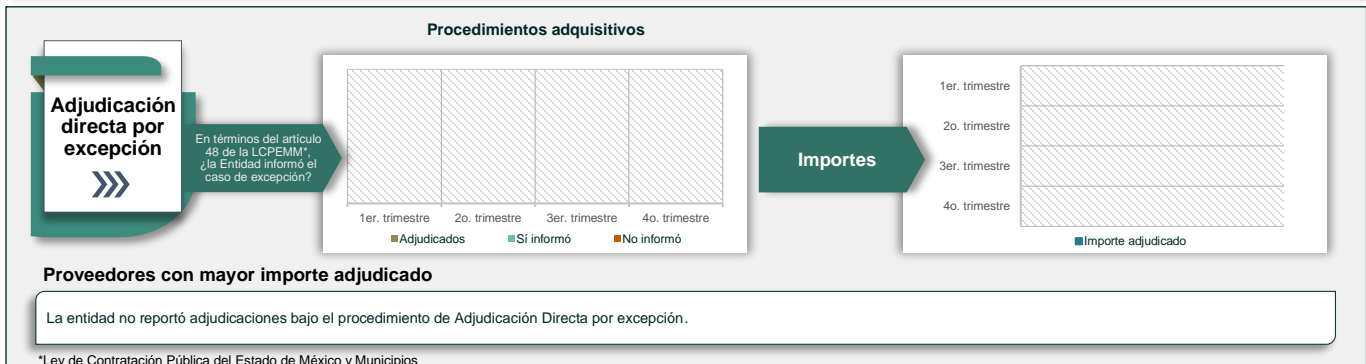 Procedimientos adquisitivos
Adjudicación
directa por
excepción
En términos del artículo
48 de la LCPEMM*,
¿la Entidad informó el
caso de excepción?
1er. trimestre 2o. trimestre 3er. trimestre 4o. trimestre
Adjudicados Sí informó No informó
Importes
1er. trimestre
2o. trimestre
3er. trimestre
4o. trimestre
Importe adjudicado
Proveedores con mayor importe adjudicado
La entidad no reportó adjudicaciones bajo el procedimiento de Adjudicación Directa por excepción.
*Ley de Contratación Pública del Estado de México y Municipios